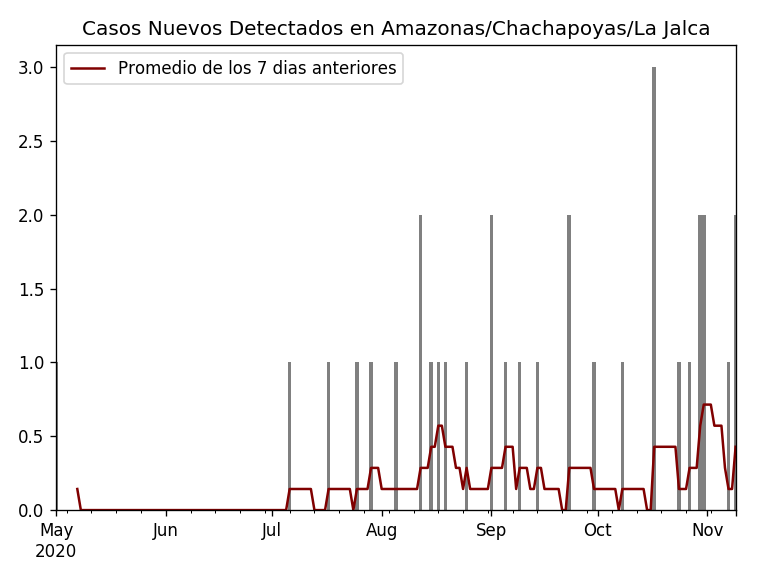 Casos Nuevos Detectados en Amazonas/Chachapoyas/La Jalca
Promedio de los 7 dias anteriores
3.0
2.5
2.0
1.5
1.0
0.5
0.0
May Jun Jul Aug Sep Oct Nov
2020